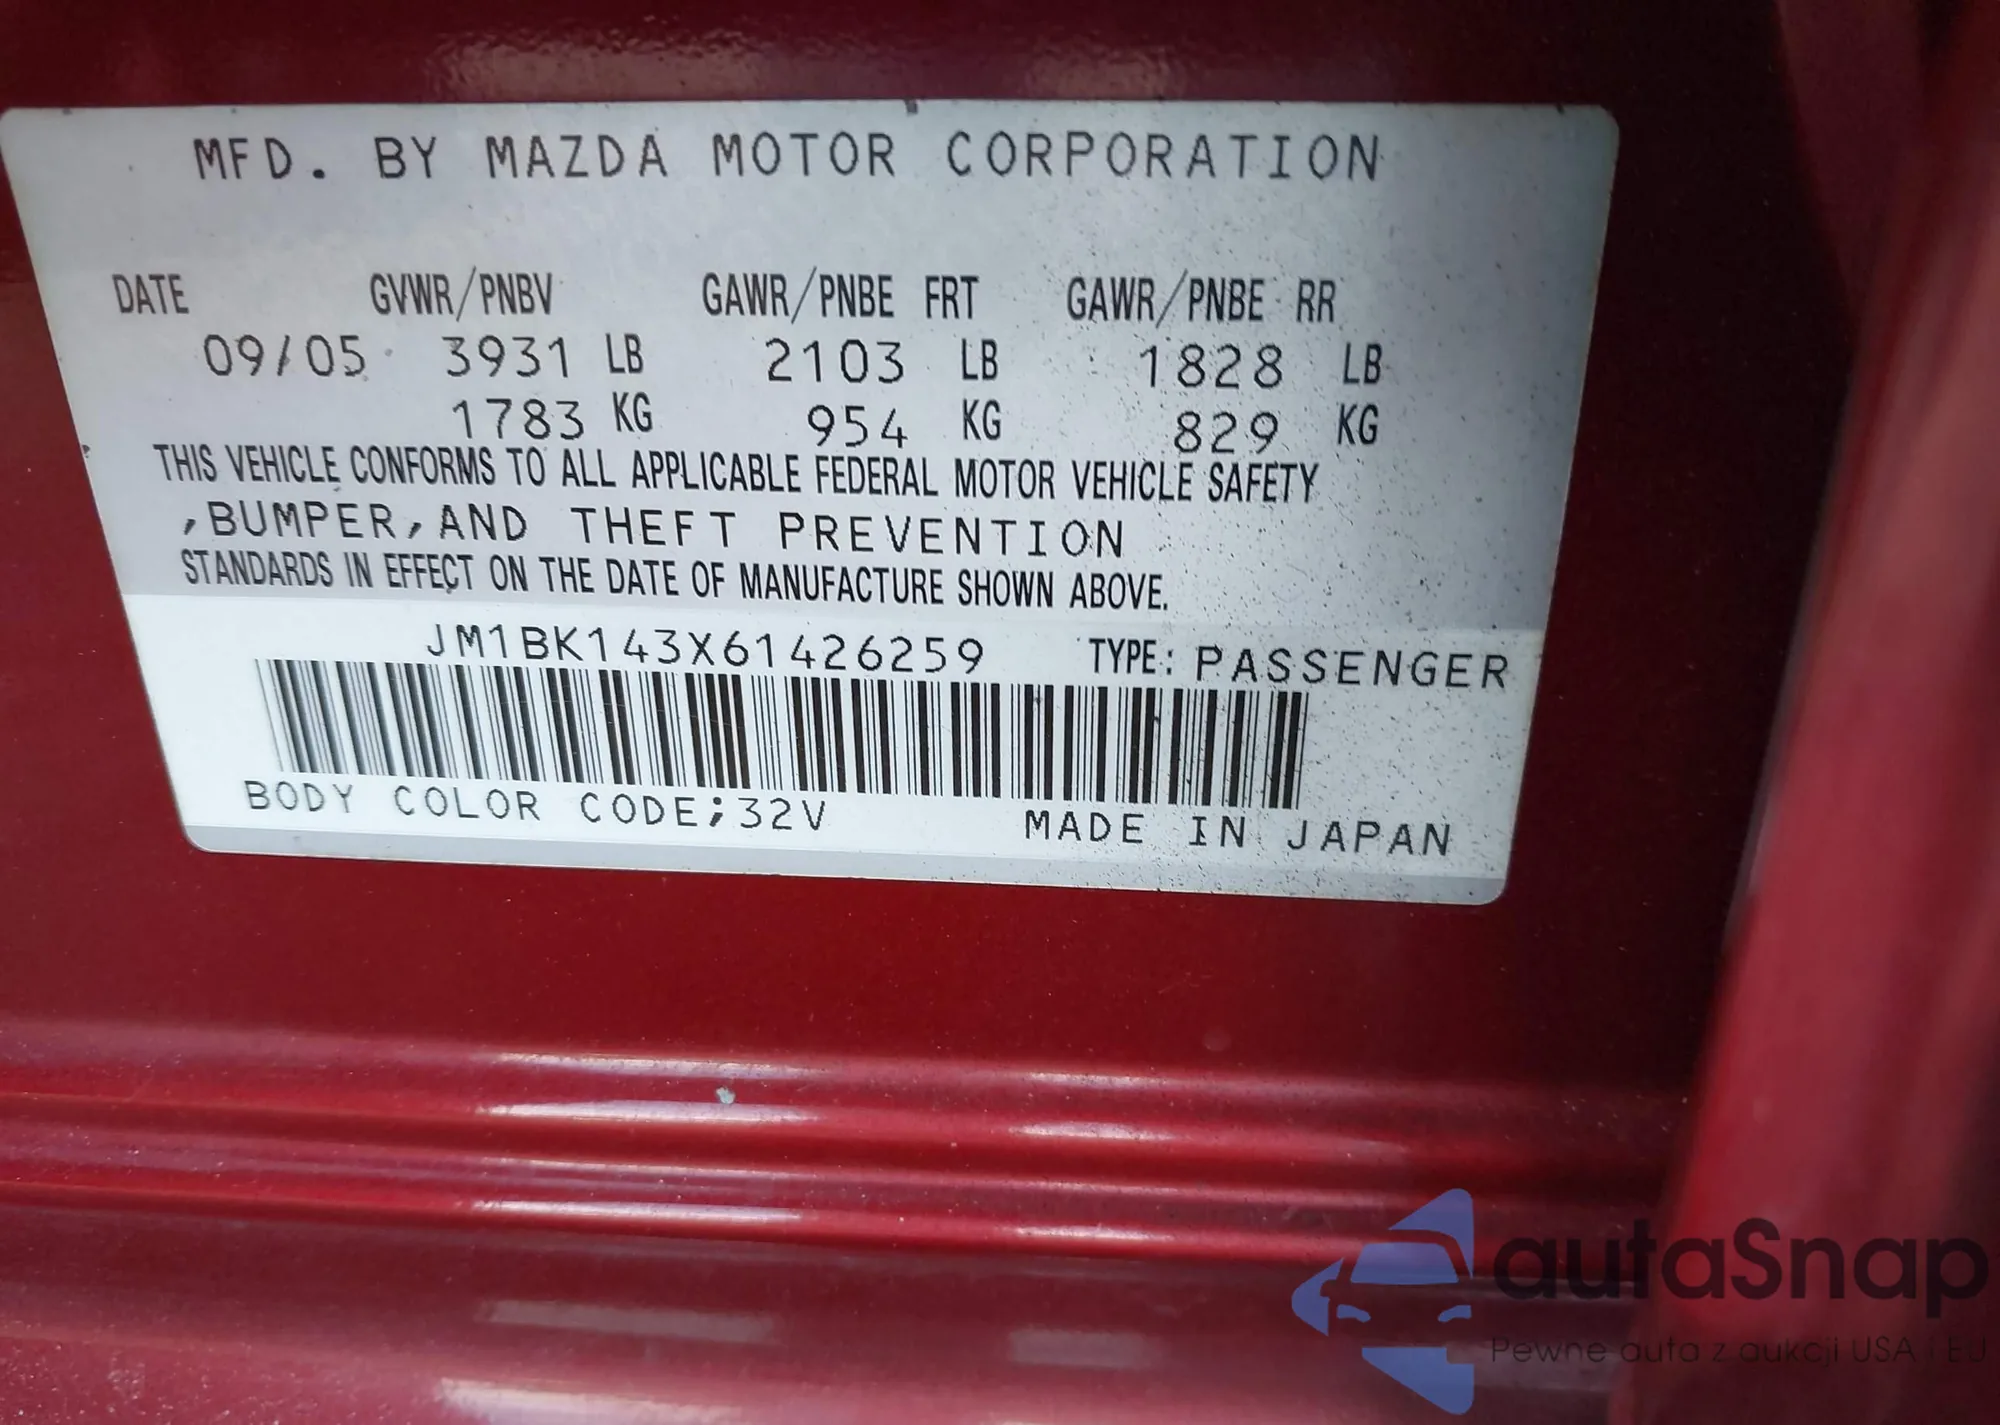 MFD. BY MAZDA MOTOR CORPORATION
DATE GVWR/PNBV GAWR/PNBE FRT GAWR/PNBE RR
09/05 3931 LB 2103 LB 1828 LB
1783 KG 954 KG 829 KG
THIS VEHICLE CONFORMS TO ALL APPLICABLE FEDERAL MOTOR VEHICLE SAFETY
,BUMPER,AND THEFT PREVENTION
STANDARDS IN EFFECT ON THE DATE OF MANUFACTURE SHOWN ABOVE.
JM1BK143X61426259 TYPE: PASSENGER
BODY COLOR CODE;32V MADE IN JAPAN
autaSnap
Pewne auta z aukcji USA i EU